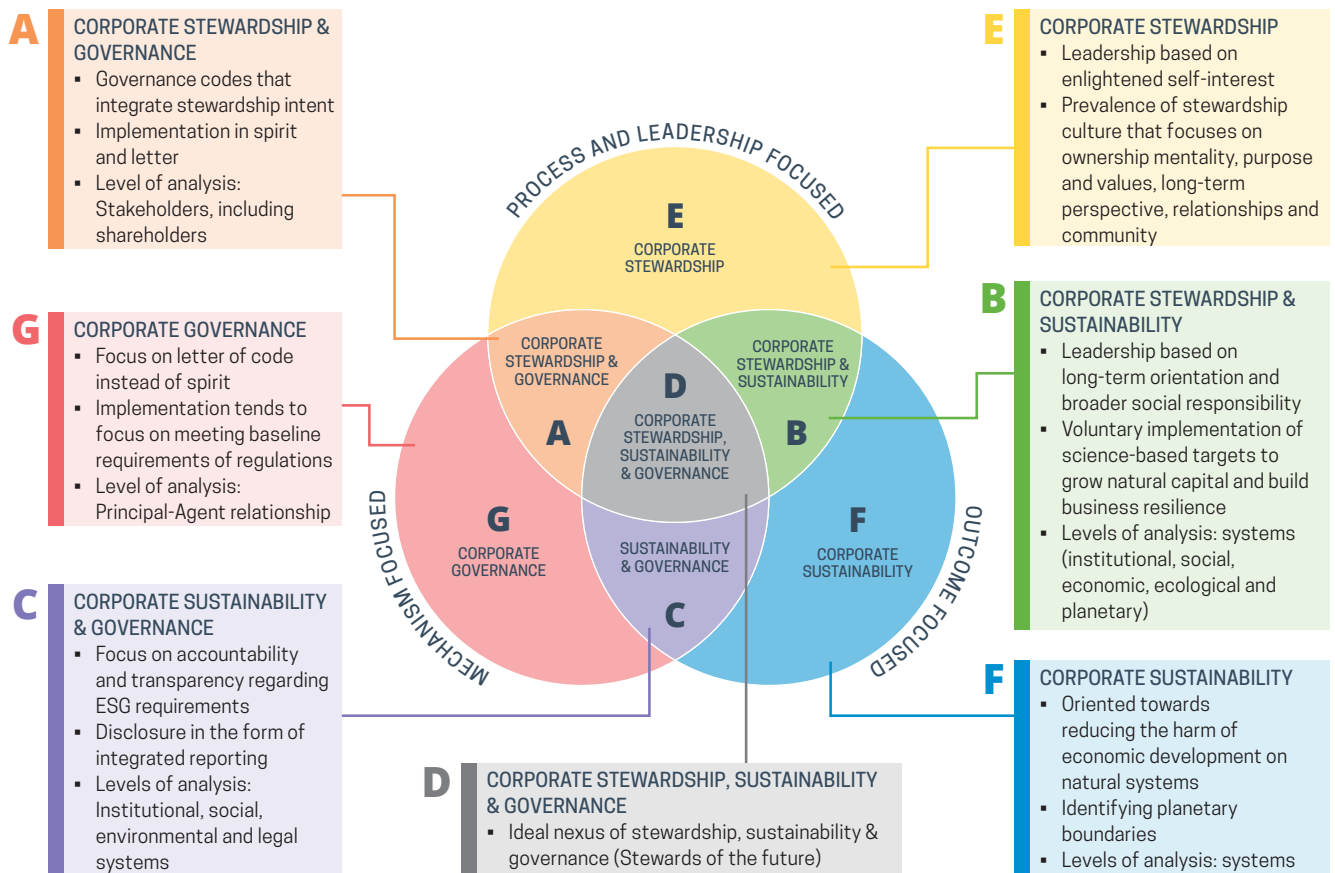 A
CORPORATE STEWARDSHIP &
GOVERNANCE
▪ Governance codes that
integrate stewardship intent
▪ Implementation in spirit
and letter
▪ Level of analysis:
Stakeholders, including
shareholders
G
CORPORATE GOVERNANCE
▪ Focus on letter of code
instead of spirit
▪ Implementation tends to
focus on meeting baseline
requirements of regulations
▪ Level of analysis:
Principal-Agent relationship
C
CORPORATE SUSTAINABILITY
& GOVERNANCE
▪ Focus on accountability
and transparency regarding
ESG requirements
▪ Disclosure in the form of
integrated reporting
▪ Levels of analysis:
Institutional, social,
environmental and legal
systems
PROCESS AND LEADERSHIP FOCUSED
E
CORPORATE
STEWARDSHIP
CORPORATE
STEWARDSHIP &
GOVERNANCE
A
D
CORPORATE
STEWARDSHIP,
SUSTAINABILITY
& GOVERNANCE
CORPORATE
STEWARDSHIP &
SUSTAINABILITY
B
G
CORPORATE
GOVERNANCE
SUSTAINABILITY
& GOVERNANCE
C
F
CORPORATE
SUSTAINABILITY
MECHANISM FOCUSED
OUTCOME FOCUSED
D
CORPORATE STEWARDSHIP, SUSTAINABILITY
& GOVERNANCE
▪ Ideal nexus of stewardship, sustainability &
governance (Stewards of the future)
E
CORPORATE STEWARDSHIP
▪ Leadership based on
enlightened self-interest
▪ Prevalence of stewardship
culture that focuses on
ownership mentality, purpose
and values, long-term
perspective, relationships and
community
B
CORPORATE STEWARDSHIP &
SUSTAINABILITY
▪ Leadership based on
long-term orientation and
broader social responsibility
▪ Voluntary implementation of
science-based targets to
grow natural capital and build
business resilience
▪ Levels of analysis: systems
(institutional, social,
economic, ecological and
planetary)
F
CORPORATE SUSTAINABILITY
▪ Oriented towards
reducing the harm of
economic development on
natural systems
▪ Identifying planetary
boundaries
▪ Levels of analysis: systems